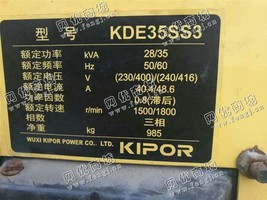 型 号 KDE35SS3
额定功率 kVA 28/35
额定频率 Hz 50/60
额定电压 V (230/400)/(240/416)
额定电流 A 40.4/48.6
功率因数 0.8(滞后)
额定转速 r/min 1500/1800
相数 三相
净重 kg 985
WUXI KIPOR POWER CO., LTD. KIPOR